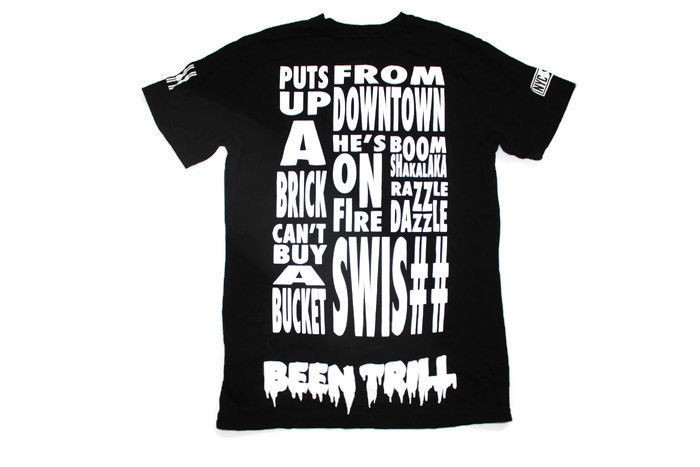 PUTS
UP
A
BRICK
CAN'T
BUY
A
BUCKET
FROM
DOWNTOWN
HE'S
ON
FIRE
BOOM
SHAKALAKA
RAZZLE
DAZZLE
SWIS##
BEEN TRILL